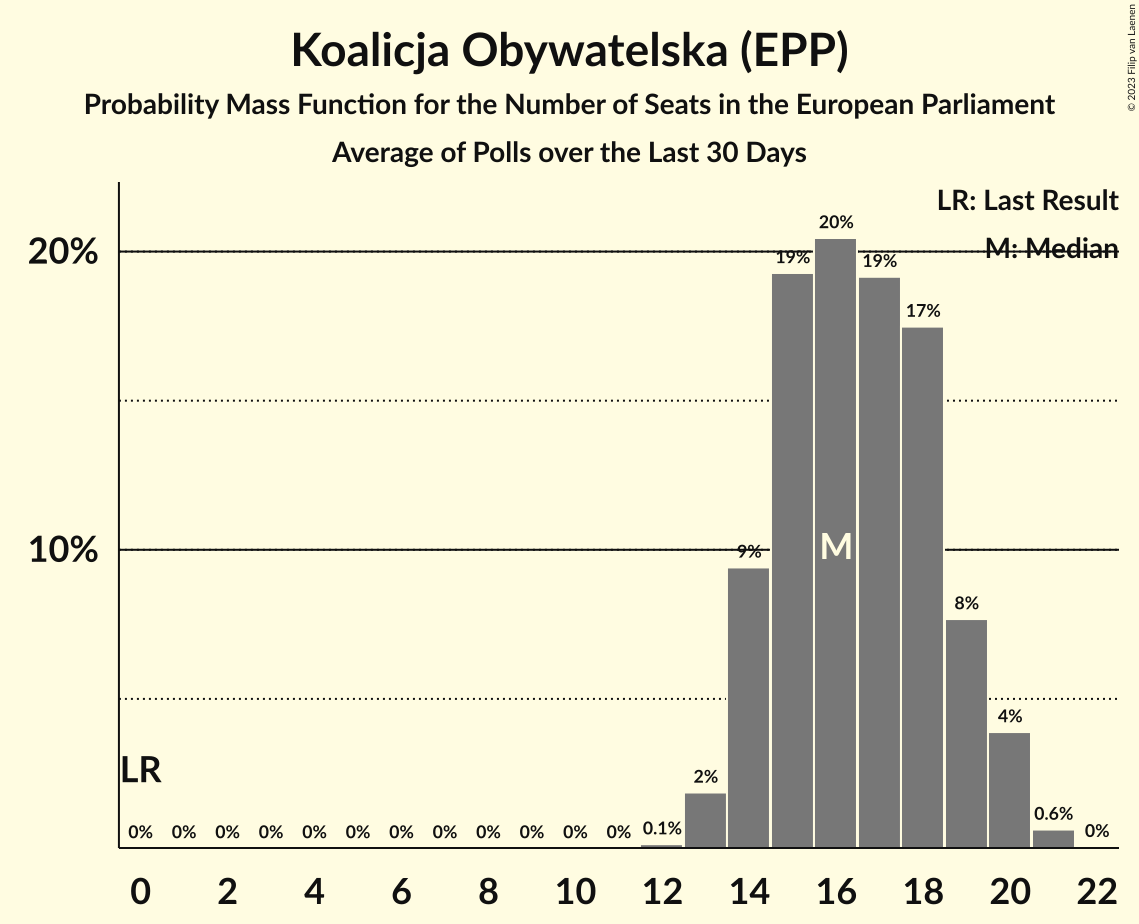 Koalicja Obywatelska (EPP)
Probability Mass Function for the Number of Seats in the European Parliament
Average of Polls over the Last 30 Days
© 2023 Filip van Laenen
LR: Last Result
M: Median
20%
10%
LR
M
0% 0% 0% 0% 0% 0% 0% 0% 0% 0% 0% 0% 0.1% 2% 9% 19% 20% 19% 17% 8% 4% 0.6% 0%
0 2 4 6 8 10 12 14 16 18 20 22